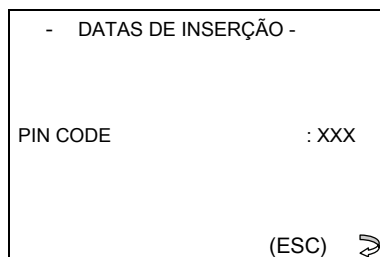 - DATAS DE INSERÇÃO -
PIN CODE : XXX
(ESC)